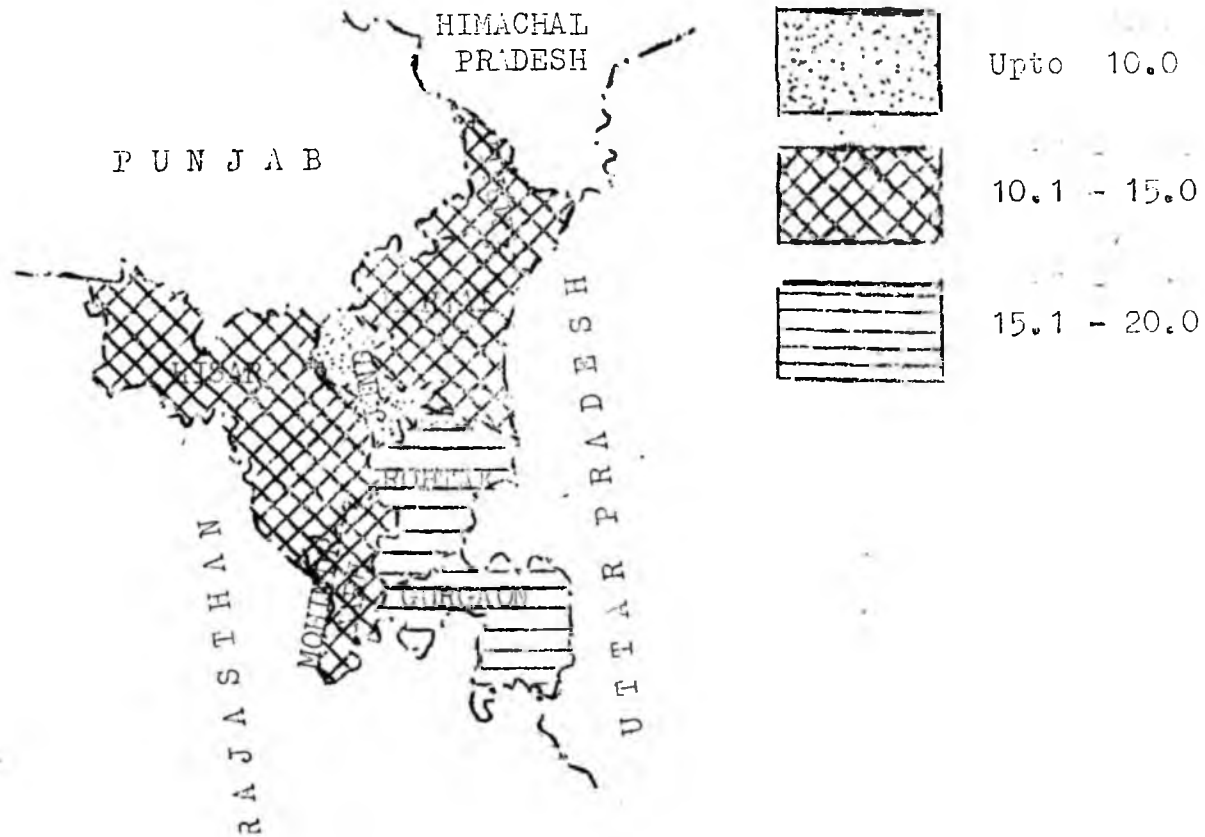 HIMACHAL
PRADESH
PUNJAB
Upto 10.0
10.1 - 15.0
15.1 - 20.0
HISAR
JIND
ROHTAK
GURGAON
RAJASTHAN
UTTAR PRADESH